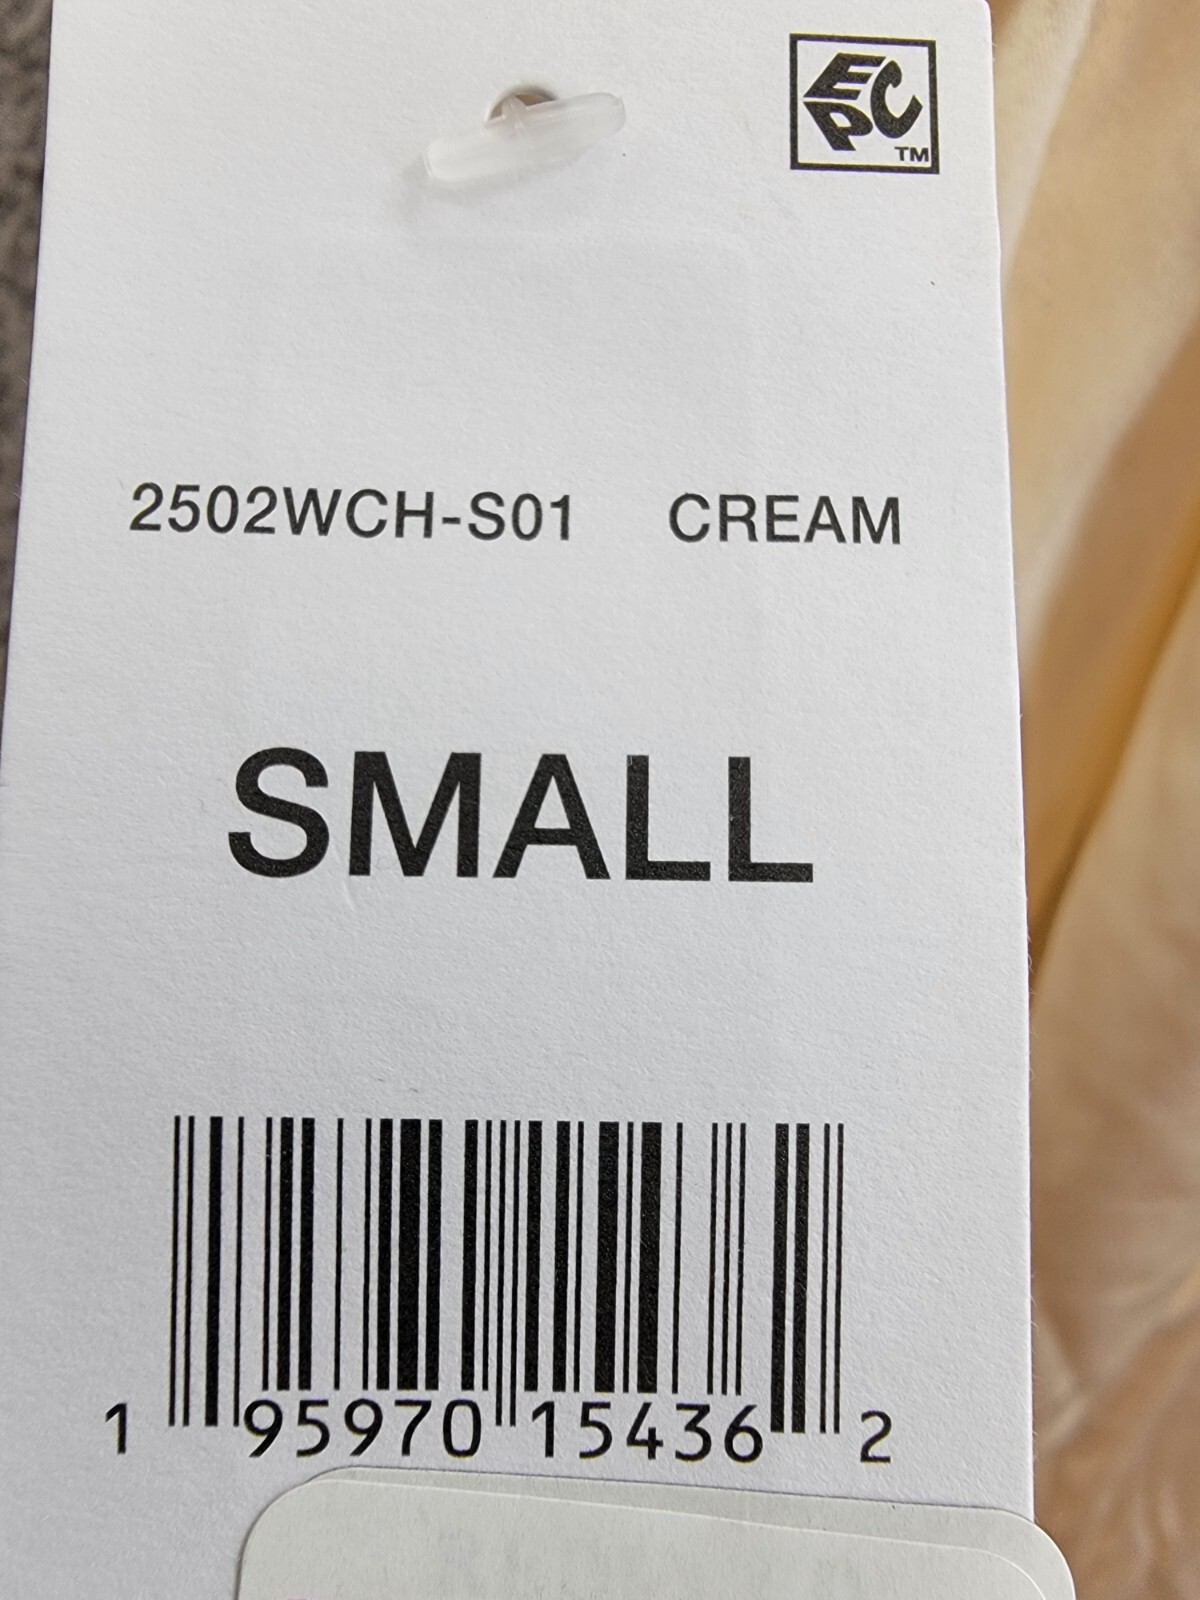 EPC TM
2502WCH-S01 CREAM
SMALL
1 95970 15436 2